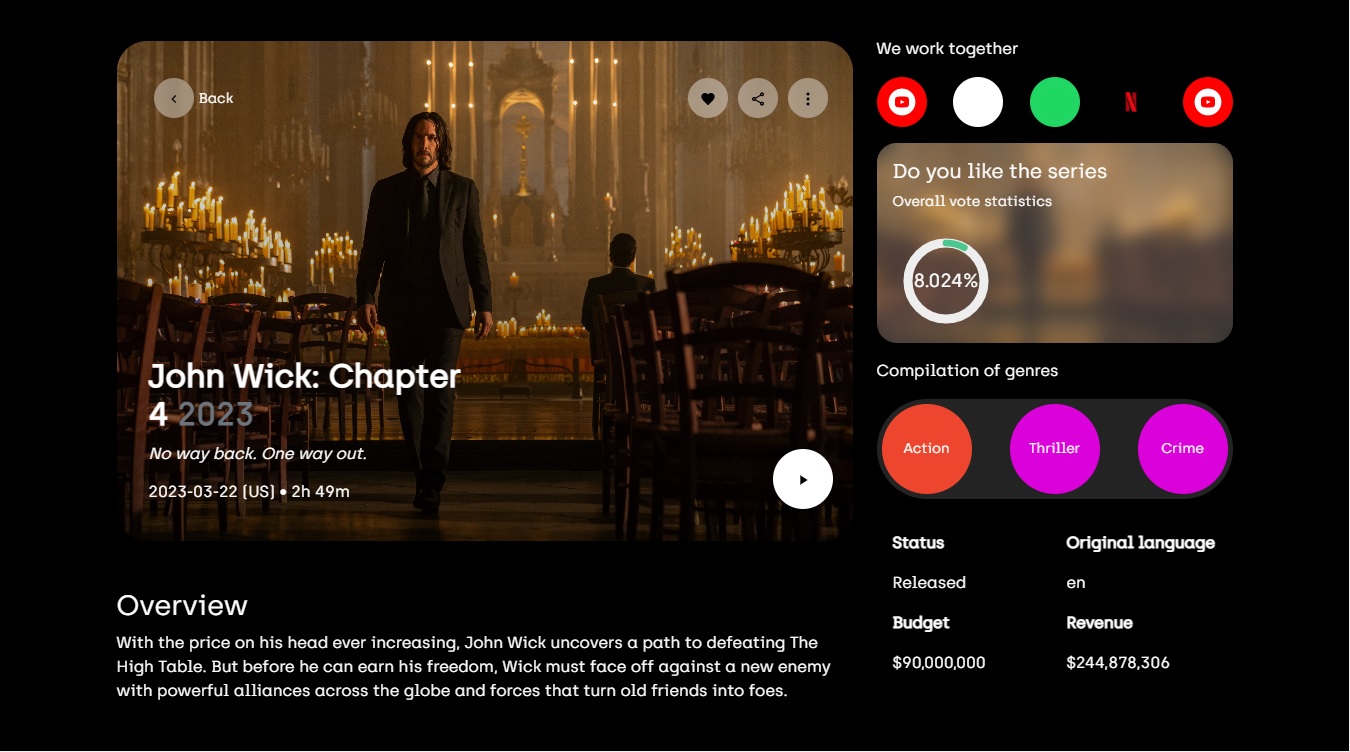 Back
John Wick: Chapter
4 2023
No way back. One way out.
2023-03-22 [US] • 2h 49m
Overview
With the price on his head ever increasing, John Wick uncovers a path to defeating The
High Table. But before he can earn his freedom, Wick must face off against a new enemy
with powerful alliances across the globe and forces that turn old friends into foes.
We work together
N
Do you like the series
Overall vote statistics
8.024%
Compilation of genres
Action Thriller Crime
Status Original language
Released en
Budget Revenue
$90,000,000 $244,878,306